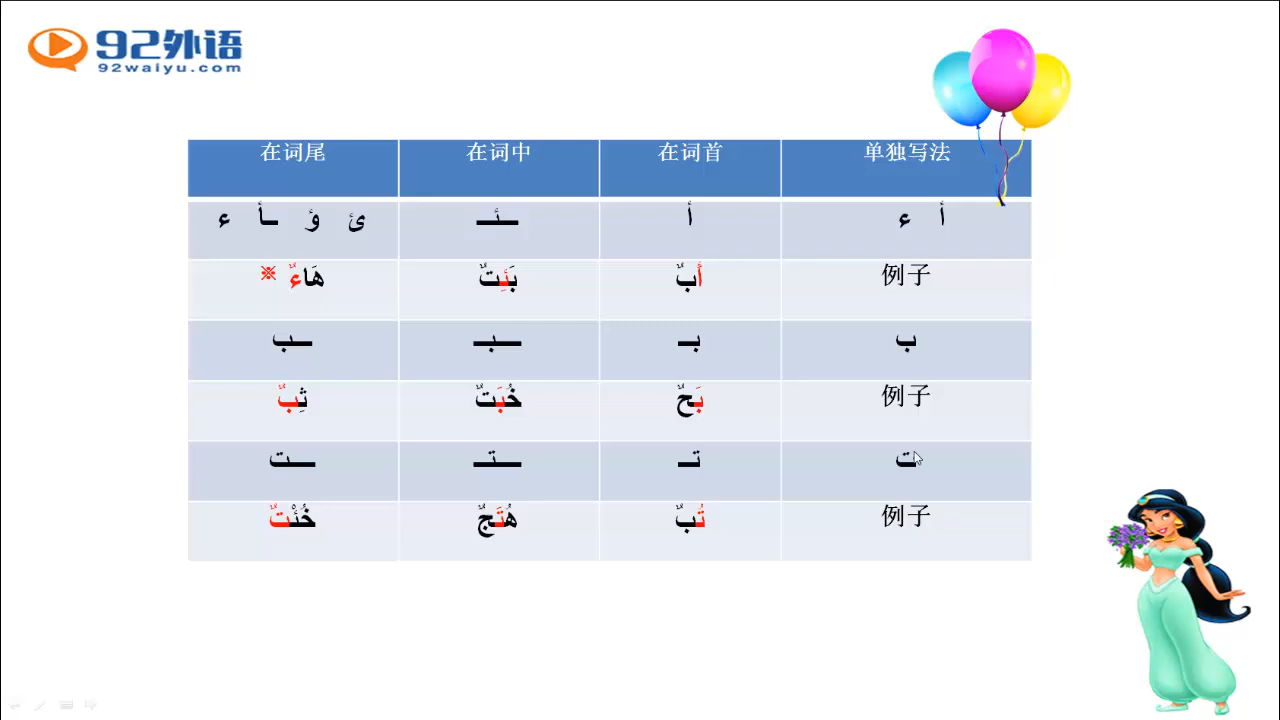 92外语
92waiyu.com
在词尾 在词中 在词首 单独写法
ئ ؤ ـأ ء ـئـ أ أ ء
هَاءٌ ※ بَئِتٌ أَبٌ 例子
ـب ـبـ بـ ب
ثِبٌ خُبَتٌ بَحٌ 例子
ـت ـتـ تـ ت
خُئْتٌ هُتَجٌ تُبٌ 例子